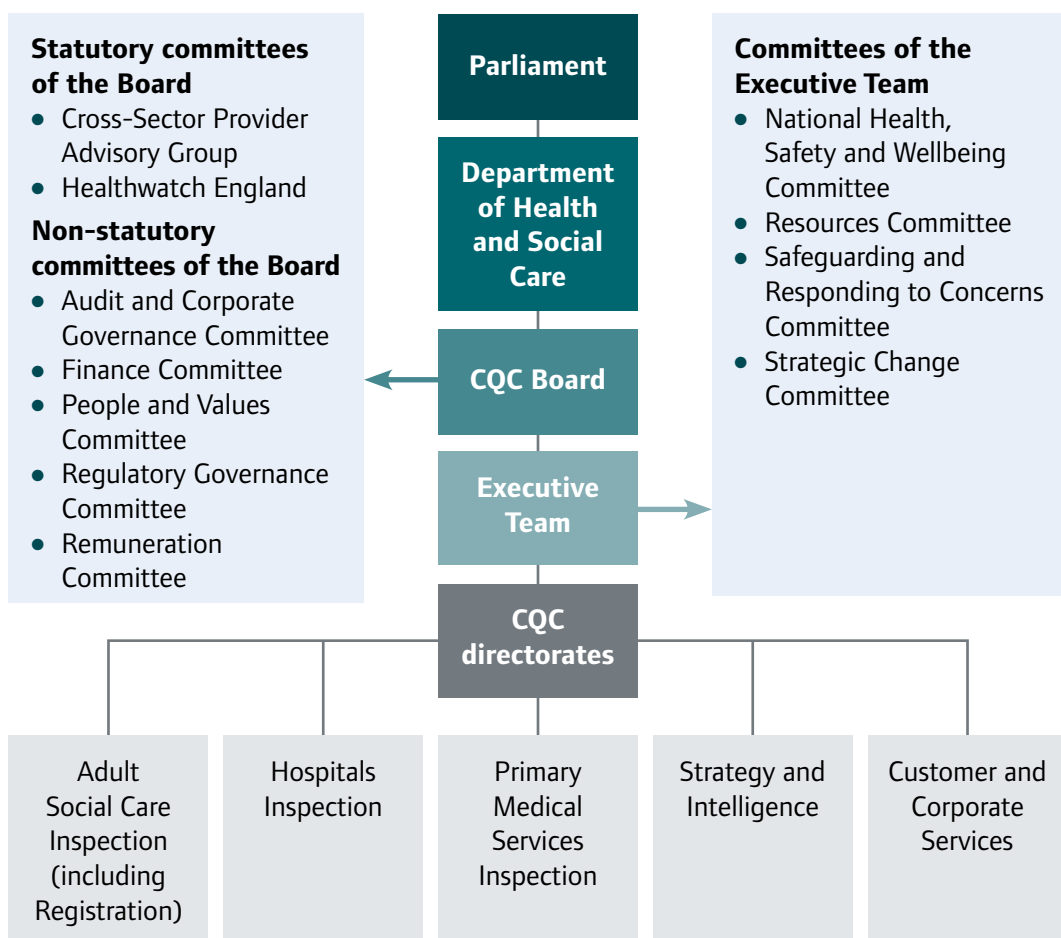 Statutory committees
of the Board
• Cross-Sector Provider
Advisory Group
• Healthwatch England
Non-statutory
committees of the Board
• Audit and Corporate
Governance Committee
• Finance Committee
• People and Values
Committee
• Regulatory Governance
Committee
• Remuneration
Committee
Parliament
Department
of Health
and Social
Care
CQC Board
Executive
Team
CQC
directorates
Committees of the
Executive Team
• National Health,
Safety and Wellbeing
Committee
• Resources Committee
• Safeguarding and
Responding to Concerns
Committee
• Strategic Change
Committee
Adult
Social Care
Inspection
(including
Registration)
Hospitals
Inspection
Primary
Medical
Services
Inspection
Strategy and
Intelligence
Customer and
Corporate
Services